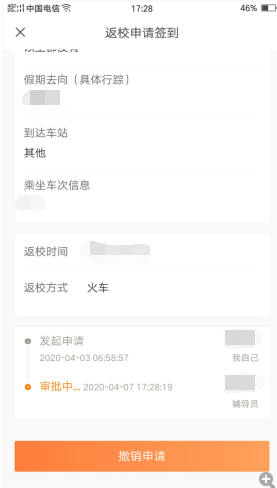 中国电信 17:28 46%
返校申请签到
假期去向（具体行踪）
到达车站
其他
乘坐车次信息
返校时间
返校方式 火车
发起申请
2020-04-03 06:58:57 我自己
审批中... 2020-04-07 17:28:19
辅导员
撤销申请